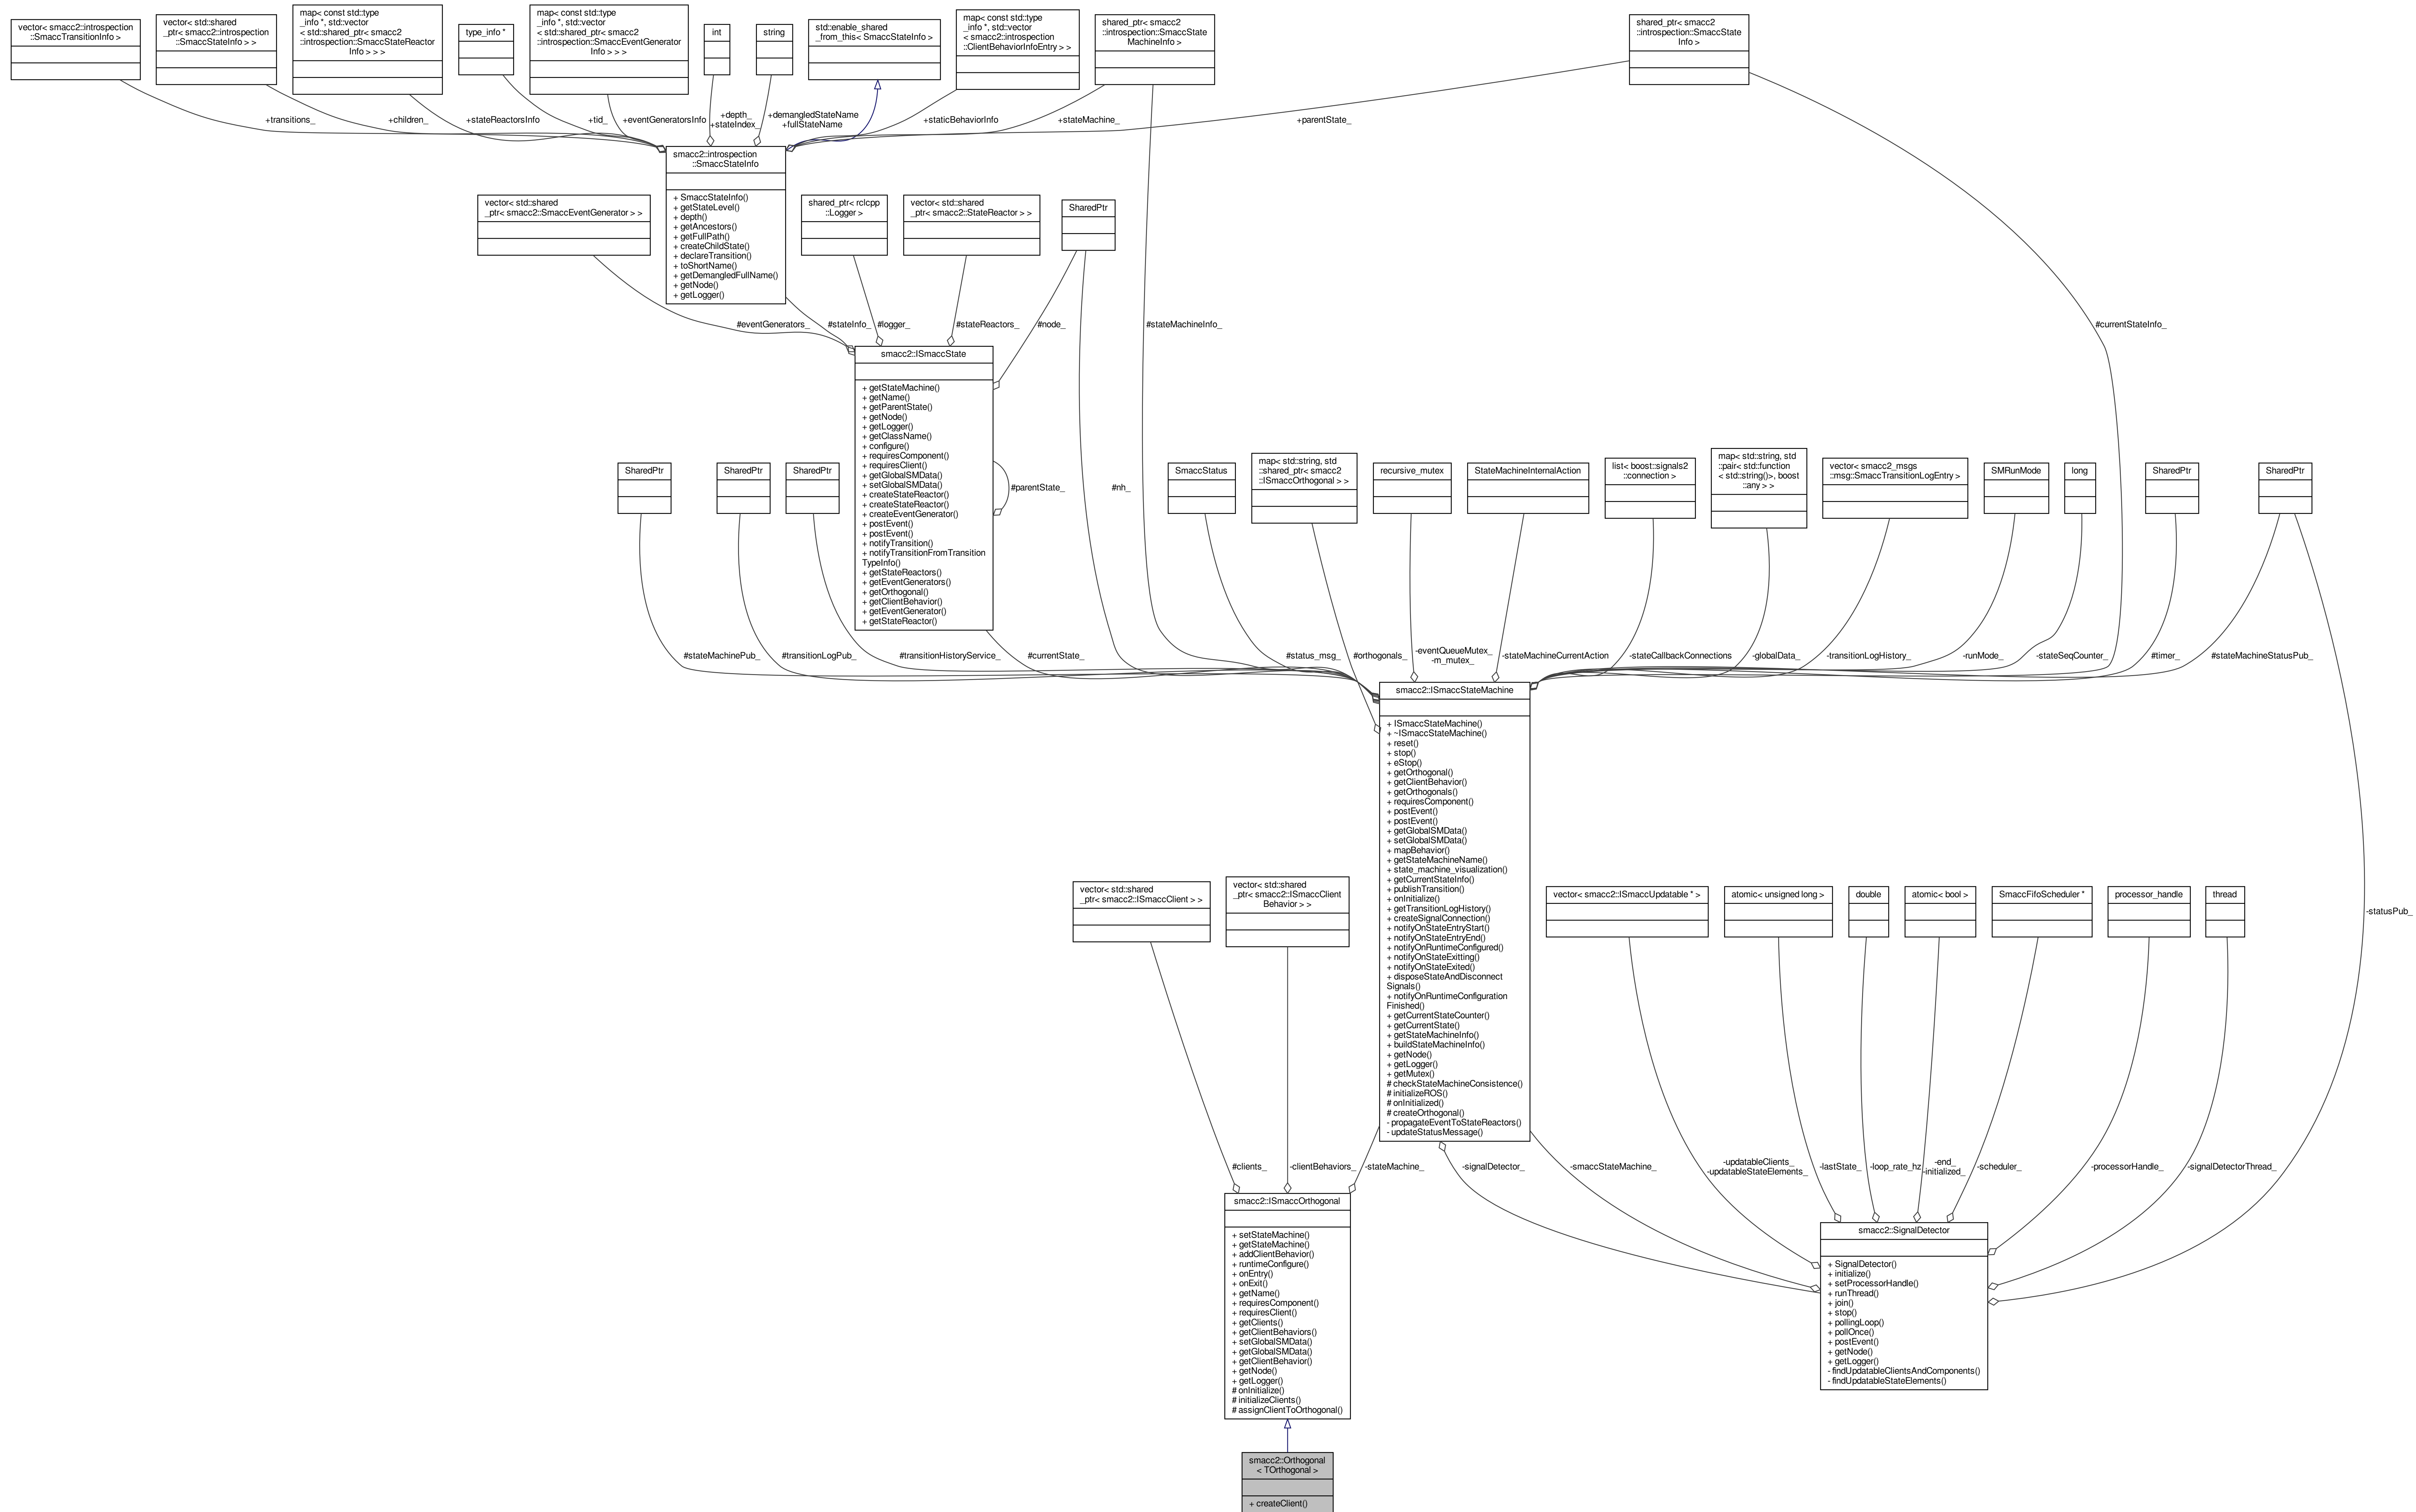 vector< smacc2::introspection
::SmaccTransitionInfo >
vector< std::shared
_ptr< smacc2::introspection
::SmaccStateInfo > >
map< const std::type
_info *, std::vector
< std::shared_ptr< smacc2
::introspection::SmaccStateReactor
Info > > >
type_info *
map< const std::type
_info *, std::vector
< std::shared_ptr< smacc2
::introspection::SmaccEventGenerator
Info > > >
int
string
std::enable_shared
_from_this< SmaccStateInfo >
map< const std::type
_info *, std::vector
< smacc2::introspection
::ClientBehaviorInfoEntry > >
shared_ptr< smacc2
::introspection::SmaccState
MachineInfo >
shared_ptr< smacc2
::introspection::SmaccState
Info >
+transitions_
+children_
+stateReactorsInfo
+tid_
+eventGeneratorsInfo
+depth_
+stateIndex_
+demangledStateName
+fullStateName
+staticBehaviorInfo
+stateMachine_
+parentState_
smacc2::introspection
::SmaccStateInfo
+ SmaccStateInfo()
+ getStateLevel()
+ depth()
+ getAncestors()
+ getFullPath()
+ createChildState()
+ declareTransition()
+ toShortName()
+ getDemangledFullName()
+ getNode()
+ getLogger()
vector< std::shared
_ptr< smacc2::SmaccEventGenerator > >
shared_ptr< rclcpp
::Logger >
vector< std::shared
_ptr< smacc2::StateReactor > >
SharedPtr
#eventGenerators_
#stateInfo_
#logger_
#stateReactors_
#node_
#stateMachineInfo_
#currentStateInfo_
smacc2::ISmaccState
+ getStateMachine()
+ getName()
+ getParentState()
+ getNode()
+ getLogger()
+ getClassName()
+ configure()
+ requiresComponent()
+ requiresClient()
+ getGlobalSMData()
+ setGlobalSMData()
+ createStateReactor()
+ createStateReactor()
+ createEventGenerator()
+ postEvent()
+ postEvent()
+ notifyTransition()
+ notifyTransitionFromTransition
TypeInfo()
+ getStateReactors()
+ getEventGenerators()
+ getOrthogonal()
+ getClientBehavior()
+ getEventGenerator()
+ getStateReactor()
#parentState_
#nh_
SharedPtr
SharedPtr
SharedPtr
SmaccStatus
map< std::string, std
::shared_ptr< smacc2
::ISmaccOrthogonal > >
recursive_mutex
StateMachineInternalAction
list< boost::signals2
::connection >
map< std::string, std
::pair< std::function
< std::string()>, boost
::any > >
vector< smacc2_msgs
::msg::SmaccTransitionLogEntry >
SMRunMode
long
SharedPtr
SharedPtr
#stateMachinePub_
#transitionLogPub_
#transitionHistoryService_
#currentState_
#status_msg_
#orthogonals_
-eventQueueMutex_
-m_mutex_
-stateMachineCurrentAction
-stateCallbackConnections
-globalData_
-transitionLogHistory_
-runMode_
-stateSeqCounter_
#timer_
#stateMachineStatusPub_
smacc2::ISmaccStateMachine
+ ISmaccStateMachine()
+ ~ISmaccStateMachine()
+ reset()
+ stop()
+ eStop()
+ getOrthogonal()
+ getClientBehavior()
+ getOrthogonals()
+ requiresComponent()
+ postEvent()
+ postEvent()
+ getGlobalSMData()
+ setGlobalSMData()
+ mapBehavior()
+ getStateMachineName()
+ state_machine_visualization()
+ getCurrentStateInfo()
+ publishTransition()
+ onInitialize()
+ getTransitionLogHistory()
+ createSignalConnection()
+ notifyOnStateEntryStart()
+ notifyOnStateEntryEnd()
+ notifyOnRuntimeConfigured()
+ notifyOnStateExitting()
+ notifyOnStateExited()
+ disposeStateAndDisconnect
Signals()
+ notifyOnRuntimeConfiguration
Finished()
+ getCurrentStateCounter()
+ getCurrentState()
+ getStateMachineInfo()
+ buildStateMachineInfo()
+ getNode()
+ getLogger()
+ getMutex()
# checkStateMachineConsistence()
# initializeROS()
# onInitialized()
# createOrthogonal()
- propagateEventToStateReactors()
- updateStatusMessage()
vector< std::shared
_ptr< smacc2::ISmaccClient > >
vector< std::shared
_ptr< smacc2::ISmaccClient
Behavior > >
vector< smacc2::ISmaccUpdatable * >
atomic< unsigned long >
double
atomic< bool >
SmaccFifoScheduler *
processor_handle
thread
-statusPub_
#clients_
-clientBehaviors_
-stateMachine_
-signalDetector_
-smaccStateMachine_
-updatableClients_
-updatableStateElements_
-lastState_
-loop_rate_hz
-end_
-initialized_
-scheduler_
-processorHandle_
-signalDetectorThread_
smacc2::ISmaccOrthogonal
+ setStateMachine()
+ getStateMachine()
+ addClientBehavior()
+ runtimeConfigure()
+ onEntry()
+ onExit()
+ getName()
+ requiresComponent()
+ requiresClient()
+ getClients()
+ getClientBehaviors()
+ setGlobalSMData()
+ getGlobalSMData()
+ getClientBehavior()
+ getNode()
+ getLogger()
# onInitialize()
# initializeClients()
# assignClientToOrthogonal()
smacc2::SignalDetector
+ SignalDetector()
+ initialize()
+ setProcessorHandle()
+ runThread()
+ join()
+ stop()
+ pollingLoop()
+ pollOnce()
+ postEvent()
+ getNode()
+ getLogger()
- findUpdatableClientsAndComponents()
- findUpdatableStateElements()
smacc2::Orthogonal
< TOrthogonal >
+ createClient()